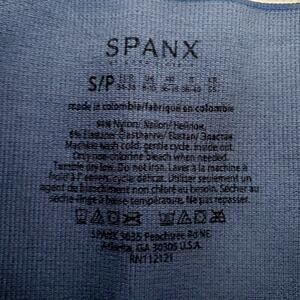 SPANX
S/P
made in colombia/fabriqué en colombie
Nylon/ Nailon/ Нейлон,
Machine wash cold, gentle cycle, inside out.
Only non-chlorine bleach when needed.
Tumble dry low. Do not iron. Laver à la machine à
froid à l' cycle délicat. Utiliser seulement un
agent de blanchiment non chloré au besoin. Sécher au
sèche-linge à basse température. Ne pas repasser.
SPANX 3035 Peachtree Rd NE
Atlanta, GA 30305 U.S.A.
RN112121